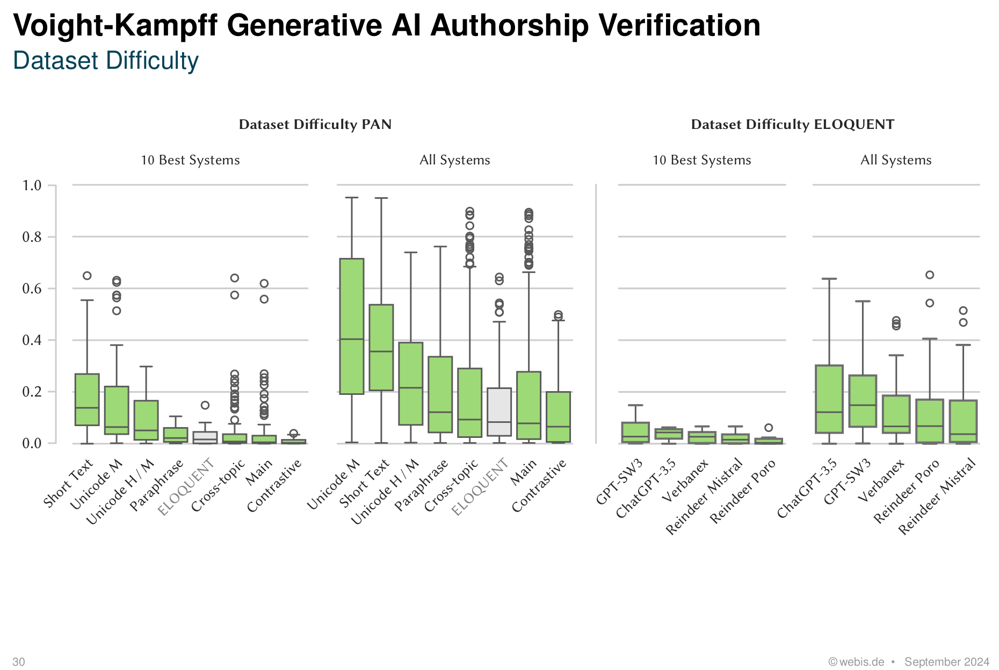 Voight-Kampff Generative AI Authorship Verification
Dataset Difficulty
Dataset Difficulty PAN
Dataset Difficulty ELOQUENT
10 Best Systems
All Systems
10 Best Systems
All Systems
1.0
0.8
0.6
0.4
0.2
0.0
Short Text
Unicode M
Unicode H / M
Paraphrase
ELOQUENT
Cross-topic
Main
Contrastive
Unicode M
Short Text
Unicode H / M
Paraphrase
Cross-topic
ELOQUENT
Main
Contrastive
GPT-SW3
ChatGPT-3.5
Verbanex
Reindeer Mistral
Reindeer Poro
ChatGPT-3.5
GPT-SW3
Verbanex
Reindeer Poro
Reindeer Mistral
30
©webis.de • September 2024